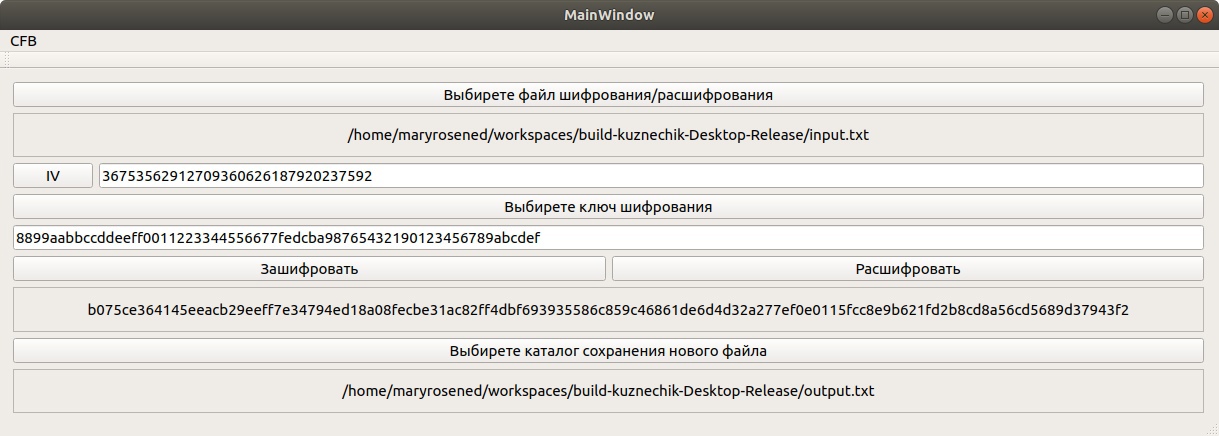 MainWindow
CFB
Выбирете файл шифрования/расшифрования
/home/maryrosened/workspaces/build-kuznechik-Desktop-Release/input.txt
IV 36753562912709360626187920237592
Выбирете ключ шифрования
8899aabbccddeeff0011223344556677fedcba98765432190123456789abcdef
Зашифровать Расшифровать
b075ce364145eeacb29eeff7e34794ed18a08fecbe31ac82ff4dbf693935586c859c46861de6d4d32a277ef0e0115fcc8e9b621fd2b8cd8a56cd5689d37943f2
Выбирете каталог сохранения нового файла
/home/maryrosened/workspaces/build-kuznechik-Desktop-Release/output.txt